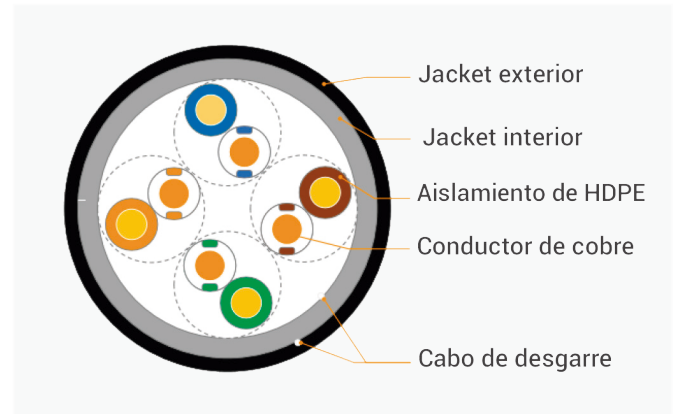 Jacket exterior
Jacket interior
Aislamiento de HDPE
Conductor de cobre
Cabo de desgarre